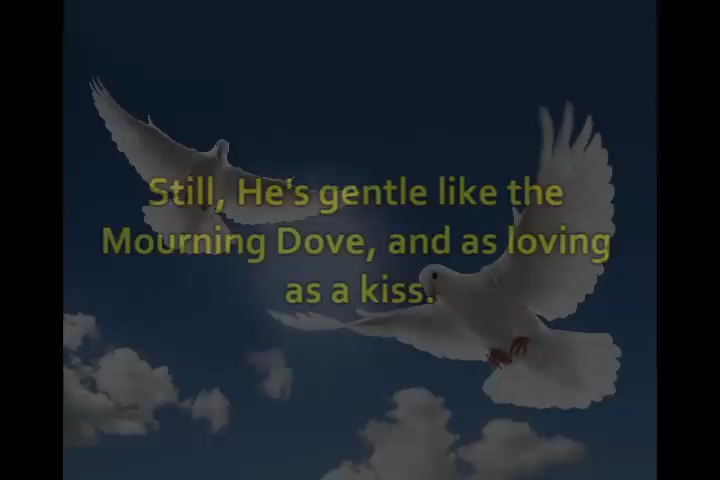 Still, He's gentle like the
Mourning Dove, and as loving
as a kiss.